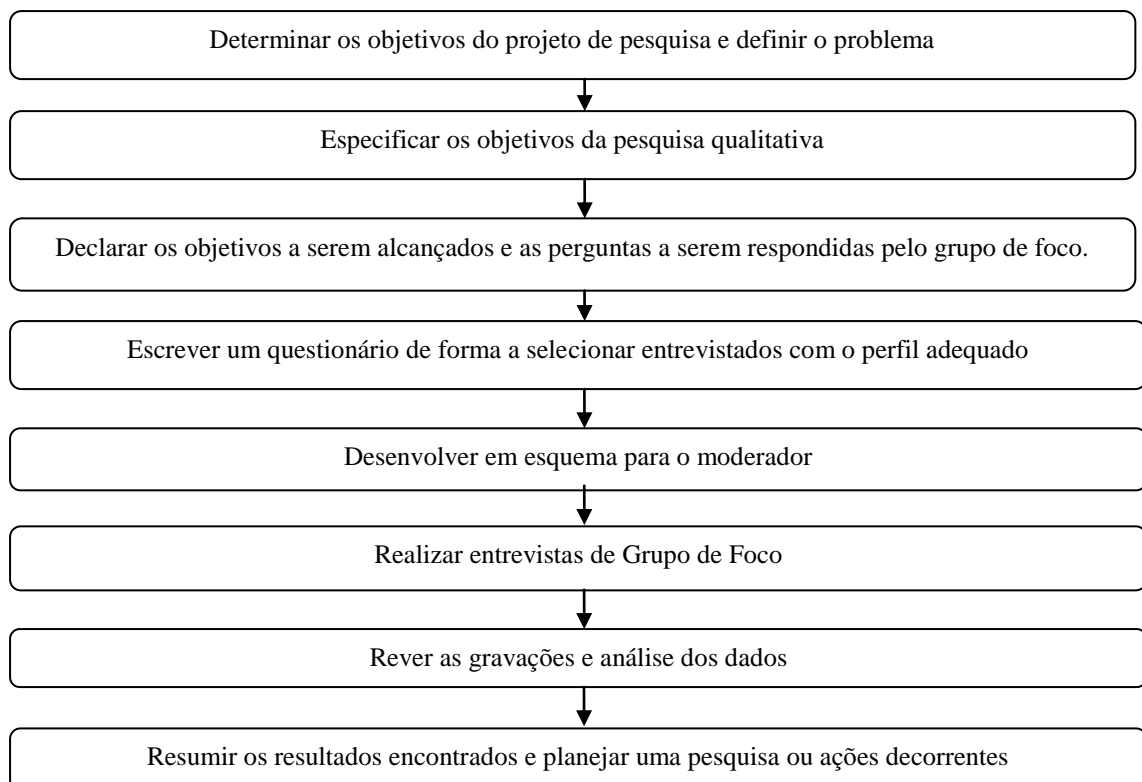 Determinar os objetivos do projeto de pesquisa e definir o problema
Especificar os objetivos da pesquisa qualitativa
Declarar os objetivos a serem alcançados e as perguntas a serem respondidas pelo grupo de foco.
Escrever um questionário de forma a selecionar entrevistados com o perfil adequado
Desenvolver em esquema para o moderador
Realizar entrevistas de Grupo de Foco
Rever as gravações e análise dos dados
Resumir os resultados encontrados e planejar uma pesquisa ou ações decorrentes